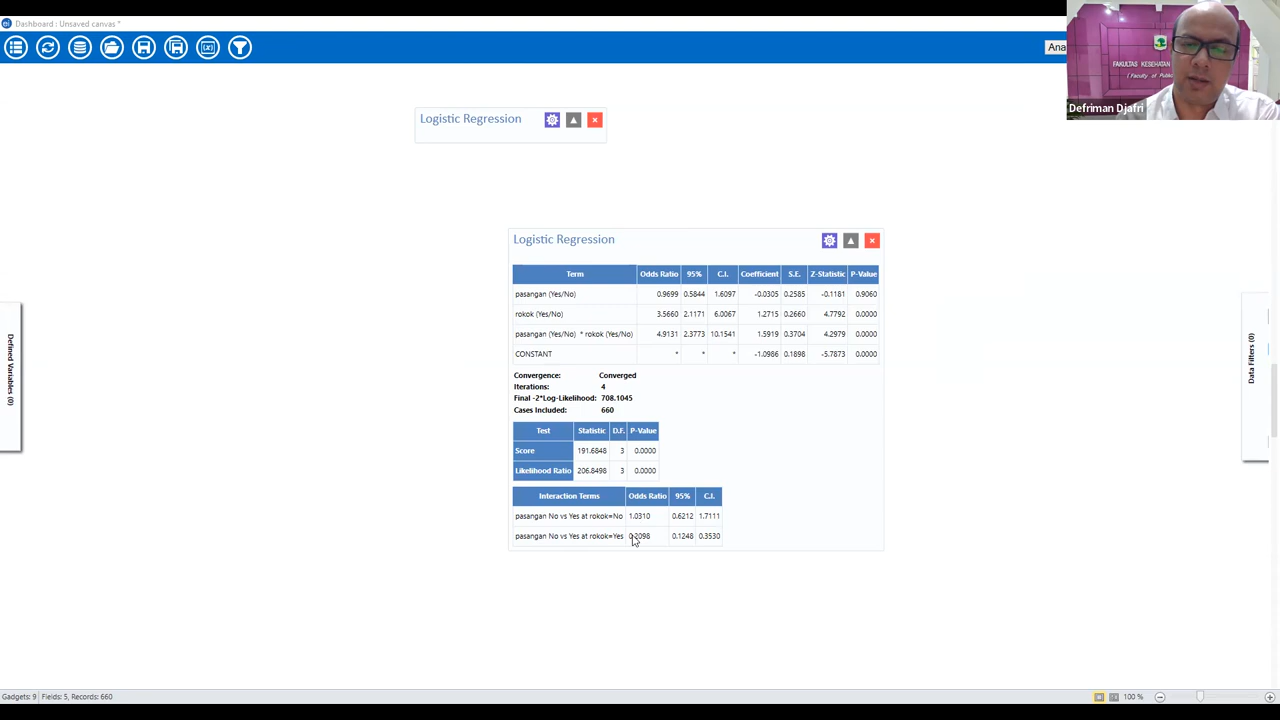 Dashboard : Unsaved canvas *
Ana
FAKULTAS KESEHATAN
(Faculty of Public
Defriman Djafri
Logistic Regression
Logistic Regression
Term Odds Ratio 95% C.I. Coefficient S.E. Z-Statistic P-Value
pasangan (Yes/No) 0.9699 0.5844 1.6097 -0.0305 0.2585 -0.1181 0.9060
rokok (Yes/No) 3.5660 2.1171 6.0067 1.2715 0.2660 4.7792 0.0000
pasangan (Yes/No) * rokok (Yes/No) 4.9131 2.3773 10.1541 1.5919 0.3704 4.2979 0.0000
CONSTANT * * * -1.0986 0.1898 -5.7873 0.0000
Convergence: Converged
Iterations: 4
Final -2*Log-Likelihood: 708.1045
Cases Included: 660
Test Statistic D.F. P-Value
Score 191.6848 3 0.0000
Likelihood Ratio 206.8498 3 0.0000
Interaction Terms Odds Ratio 95% C.I.
pasangan No vs Yes at rokok=No 1.0310 0.6212 1.7111
pasangan No vs Yes at rokok=Yes 0.2098 0.1248 0.3530
Defined Variables (0)
Data Filters (0)
Gadgets: 9 Fields: 5, Records: 660
100 %